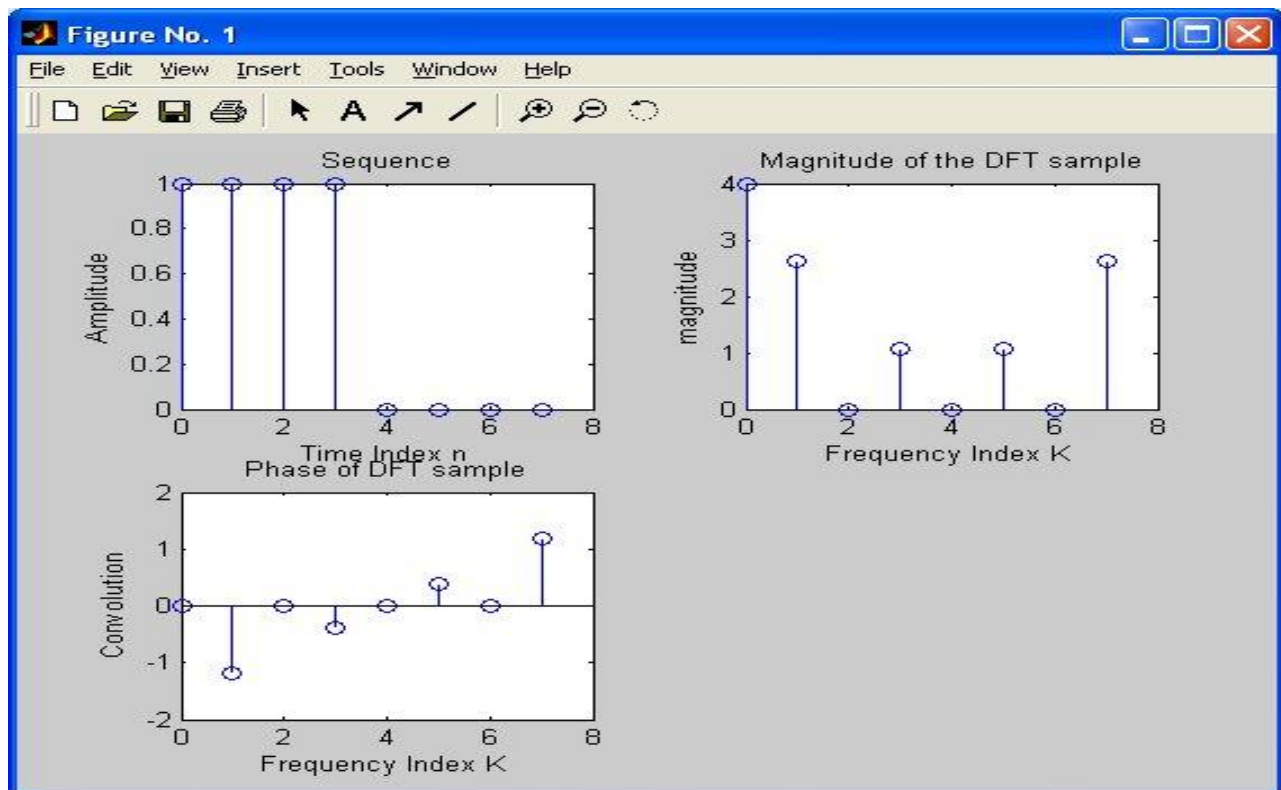 Figure No. 1
File Edit View Insert Tools Window Help
A
Sequence
Amplitude
1
0.8
0.6
0.4
0.2
0
0 2 4 6 8
Time Index n
Magnitude of the DFT sample
magnitude
4
3
2
1
0
0 2 4 6 8
Frequency Index K
Phase of DFT sample
Convolution
2
1
0
-1
-2
0 2 4 6 8
Frequency Index K